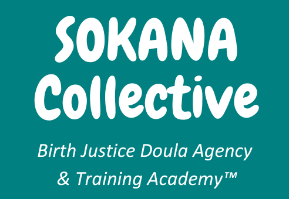 SOKANA
Collective
Birth Justice Doula Agency
& Training Academy™